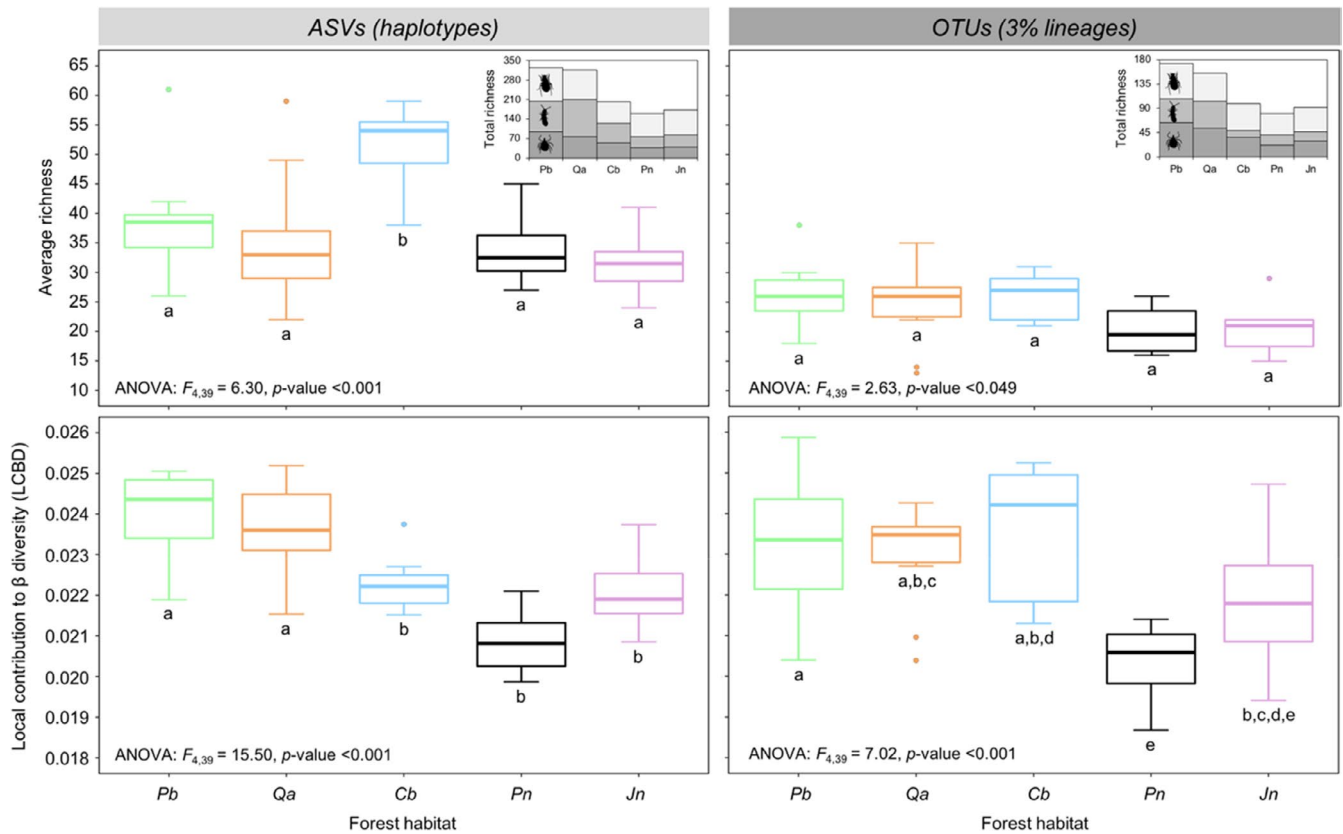 ASVs (haplotypes)
OTUs (3% lineages)
Average richness
65
60
55
50
45
40
35
30
25
20
15
10
a
a
b
a
a
ANOVA: F4,39 = 6.30, p-value <0.001
Total richness
350
280
210
140
70
0
Pb Qa Cb Pn Jn
a
a
a
a
a
ANOVA: F4,39 = 2.63, p-value <0.049
Total richness
180
135
90
45
0
Pb Qa Cb Pn Jn
Local contribution to β diversity (LCBD)
0.026
0.025
0.024
0.023
0.022
0.021
0.020
0.019
0.018
a
a
b
b
b
ANOVA: F4,39 = 15.50, p-value <0.001
Pb Qa Cb Pn Jn
Forest habitat
a
a,b,c
a,b,d
e
b,c,d,e
ANOVA: F4,39 = 7.02, p-value <0.001
Pb Qa Cb Pn Jn
Forest habitat